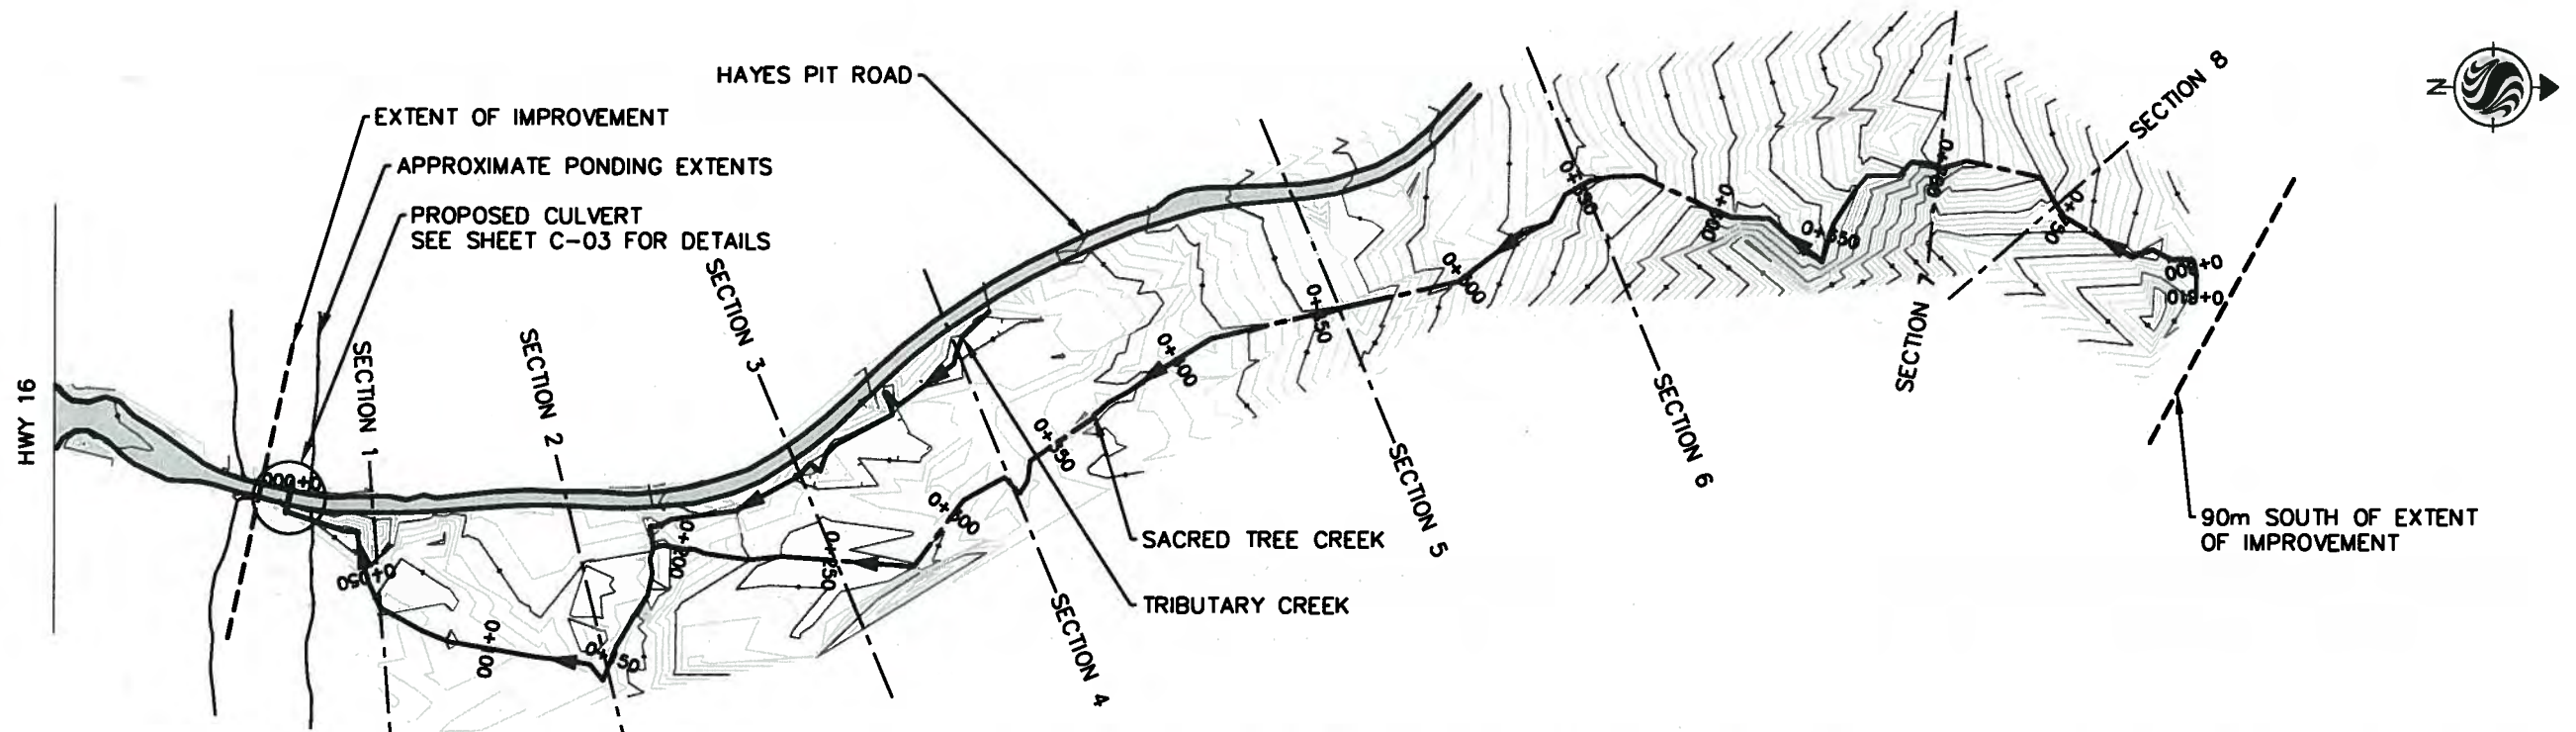 HAYES PIT ROAD
EXTENT OF IMPROVEMENT
APPROXIMATE PONDING EXTENTS
PROPOSED CULVERT
SEE SHEET C-03 FOR DETAILS
HWY 16
SECTION 1
SECTION 2
SECTION 3
SECTION 4
SECTION 5
SECTION 6
SECTION 7
SECTION 8
N
0+000
0+050
0+100
0+150
0+200
0+250
0+300
0+350
0+400
0+450
0+500
0+550
0+600
0+650
0+700
0+750
0+800
0+810
SACRED TREE CREEK
TRIBUTARY CREEK
90m SOUTH OF EXTENT
OF IMPROVEMENT